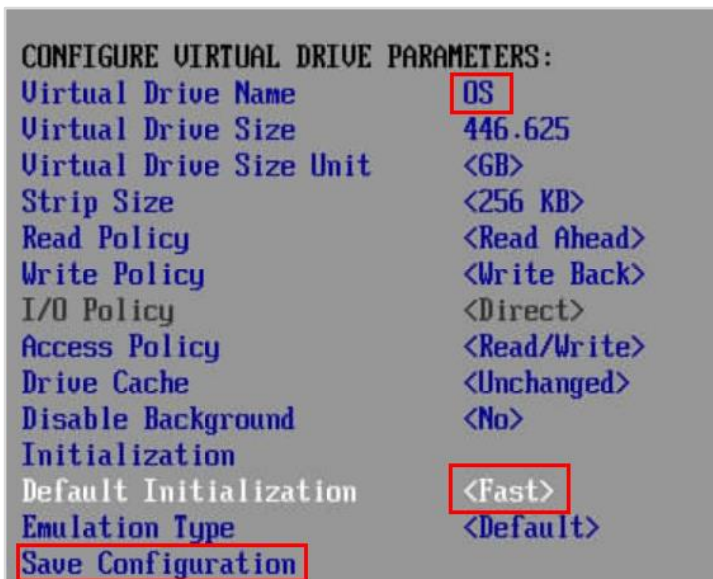 CONFIGURE VIRTUAL DRIVE PARAMETERS:
Virtual Drive Name OS
Virtual Drive Size 446.625
Virtual Drive Size Unit <GB>
Strip Size <256 KB>
Read Policy <Read Ahead>
Write Policy <Write Back>
I/O Policy <Direct>
Access Policy <Read/Write>
Drive Cache <Unchanged>
Disable Background <No>
Initialization
Default Initialization <Fast>
Emulation Type <Default>
Save Configuration